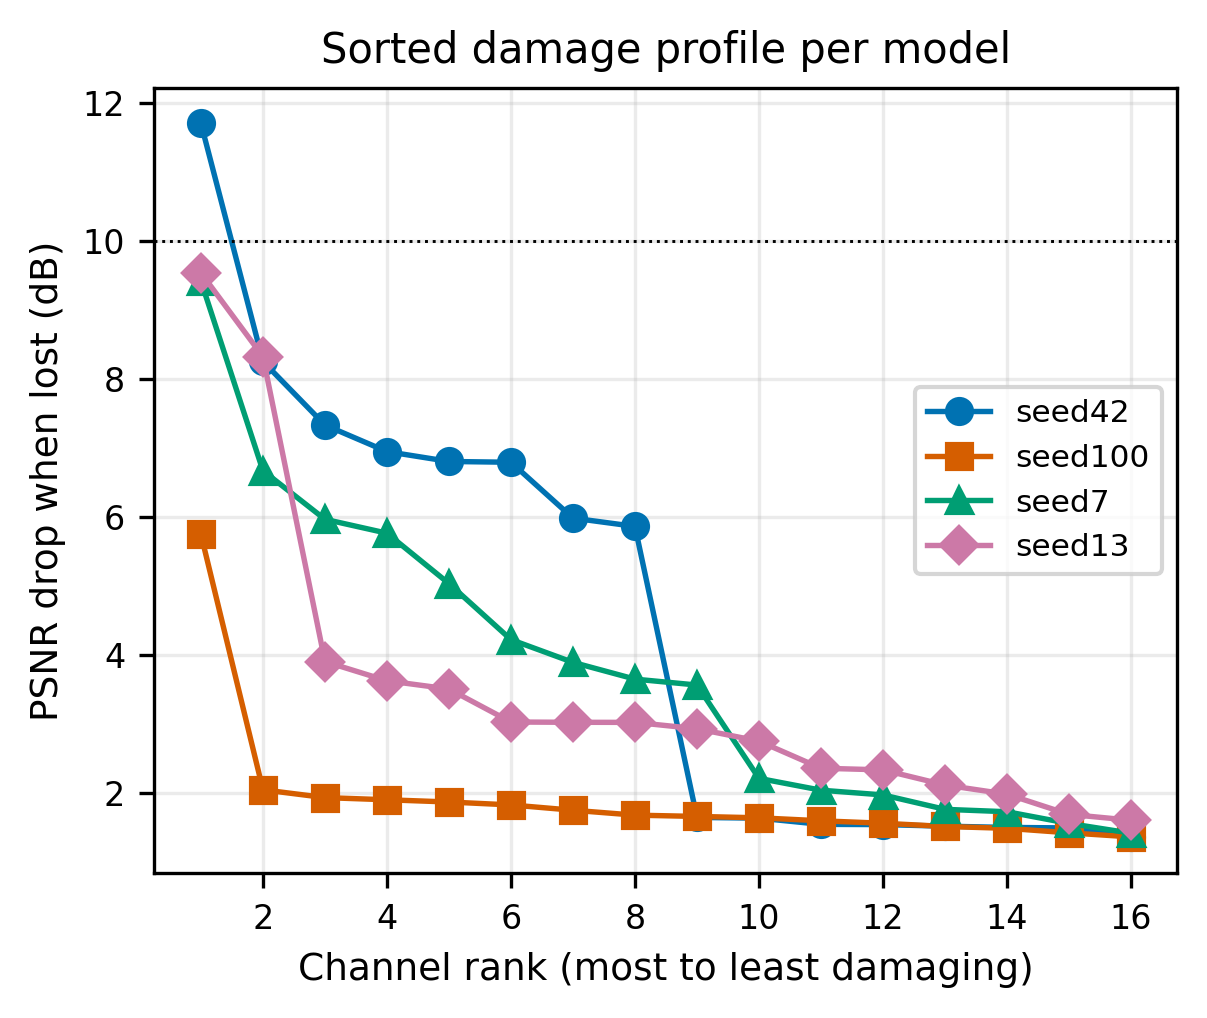 Sorted damage profile per model
12
10
8
6
4
2
PSNR drop when lost (dB)
seed42
seed100
seed7
seed13
2 4 6 8 10 12 14 16
Channel rank (most to least damaging)